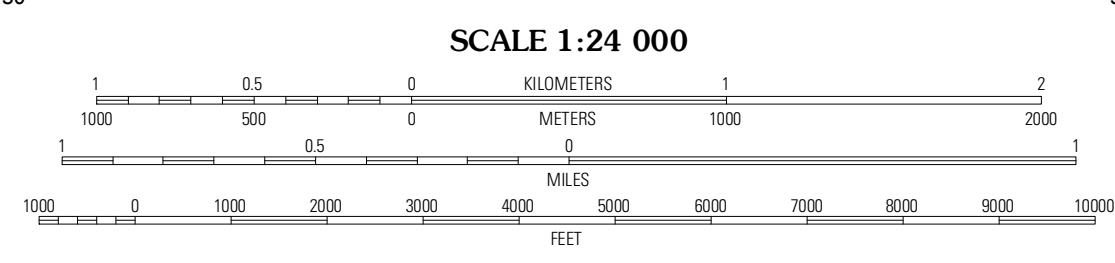 SCALE 1:24 000
1 0.5 0 KILOMETERS 1 2
1000 500 0 METERS 1000 2000
1 0.5 0 1
MILES
1000 0 1000 2000 3000 4000 5000 6000 7000 8000 9000 10000
FEET